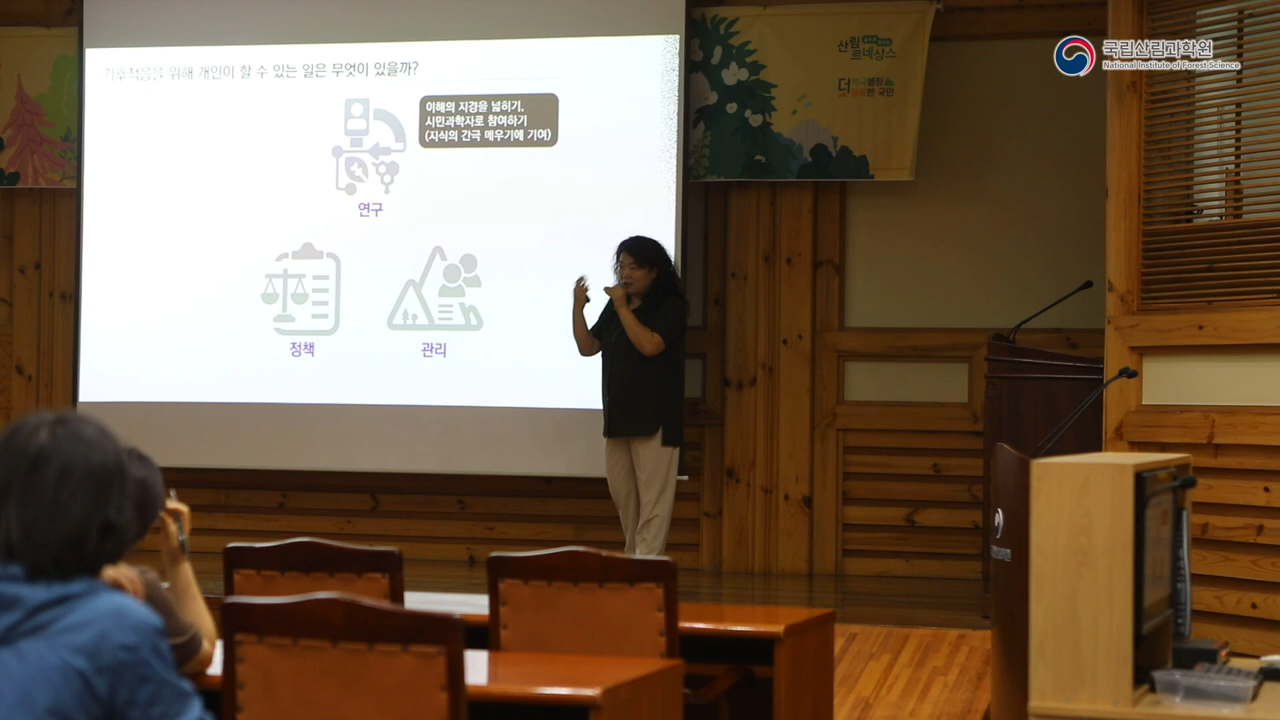 기후적응을 위해 개인이 할 수 있는 일은 무엇이 있을까?
이해의 지경을 넓히기,
시민과학자로 참여하기
(지식의 간극 메우기에 기여)
연구
정책
관리
산림
르네상스
국립산림과학원
National Institute of Forest Science